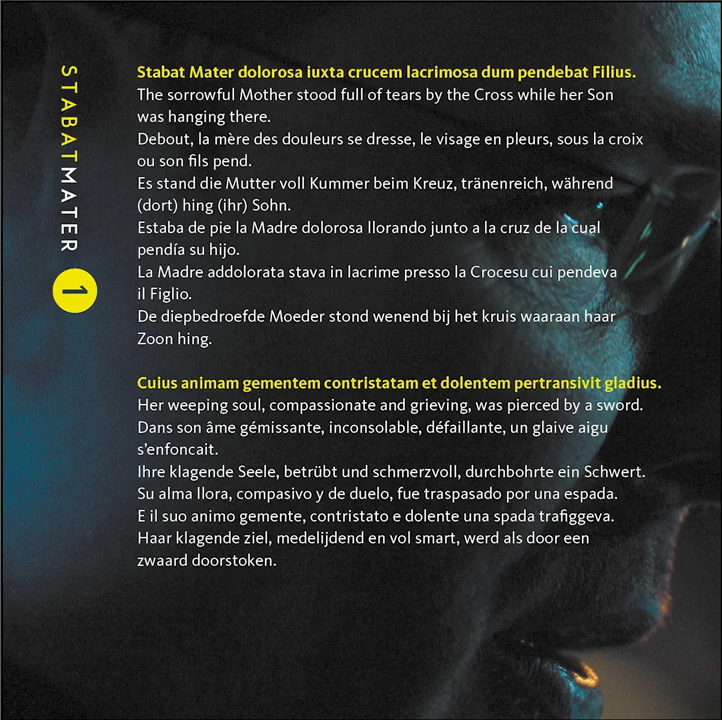 STABATMATER
1
Stabat Mater dolorosa iuxta crucem lacrimosa dum pendebat Filius.
The sorrowful Mother stood full of tears by the Cross while her Son
was hanging there.
Debout, la mère des douleurs se dresse, le visage en pleurs, sous la croix
ou son fils pend.
Es stand die Mutter voll Kummer beim Kreuz, tränenreich, während
(dort) hing (ihr) Sohn.
Estaba de pie la Madre dolorosa llorando junto a la cruz de la cual
pendía su hijo.
La Madre addolorata stava in lacrime presso la Crocesu cui pendeva
il Figlio.
De diepbedroefde Moeder stond wenend bij het kruis waaraan haar
Zoon hing.
Cuius animam gementem contristatam et dolentem pertransivit gladius.
Her weeping soul, compassionate and grieving, was pierced by a sword.
Dans son âme gémissante, inconsolable, défaillante, un glaive aigu
s'enfoncait.
Ihre klagende Seele, betrübt und schmerzvoll, durchbohrte ein Schwert.
Su alma llora, compasivo y de duelo, fue traspasado por una espada.
E il suo animo gemente, contristato e dolente una spada trafiggeva.
Haar klagende ziel, medelijdend en vol smart, werd als door een
zwaard doorstoken.